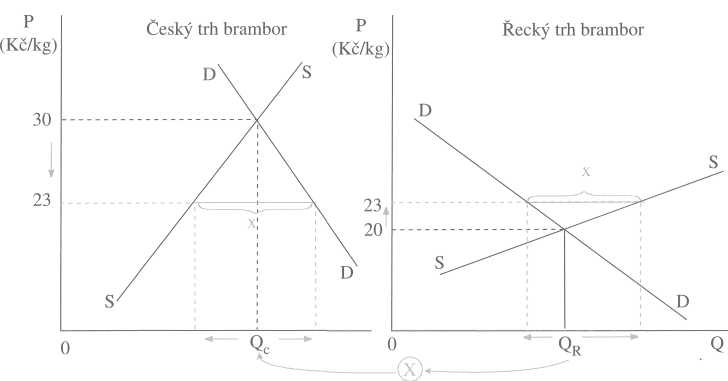 P
(Kč/kg)
Český trh brambor
D
S
30
23
X
S
D
0
Q_c
P
(Kč/kg)
Řecký trh brambor
D
X
S
23
20
S
D
0
Q_R
Q
X